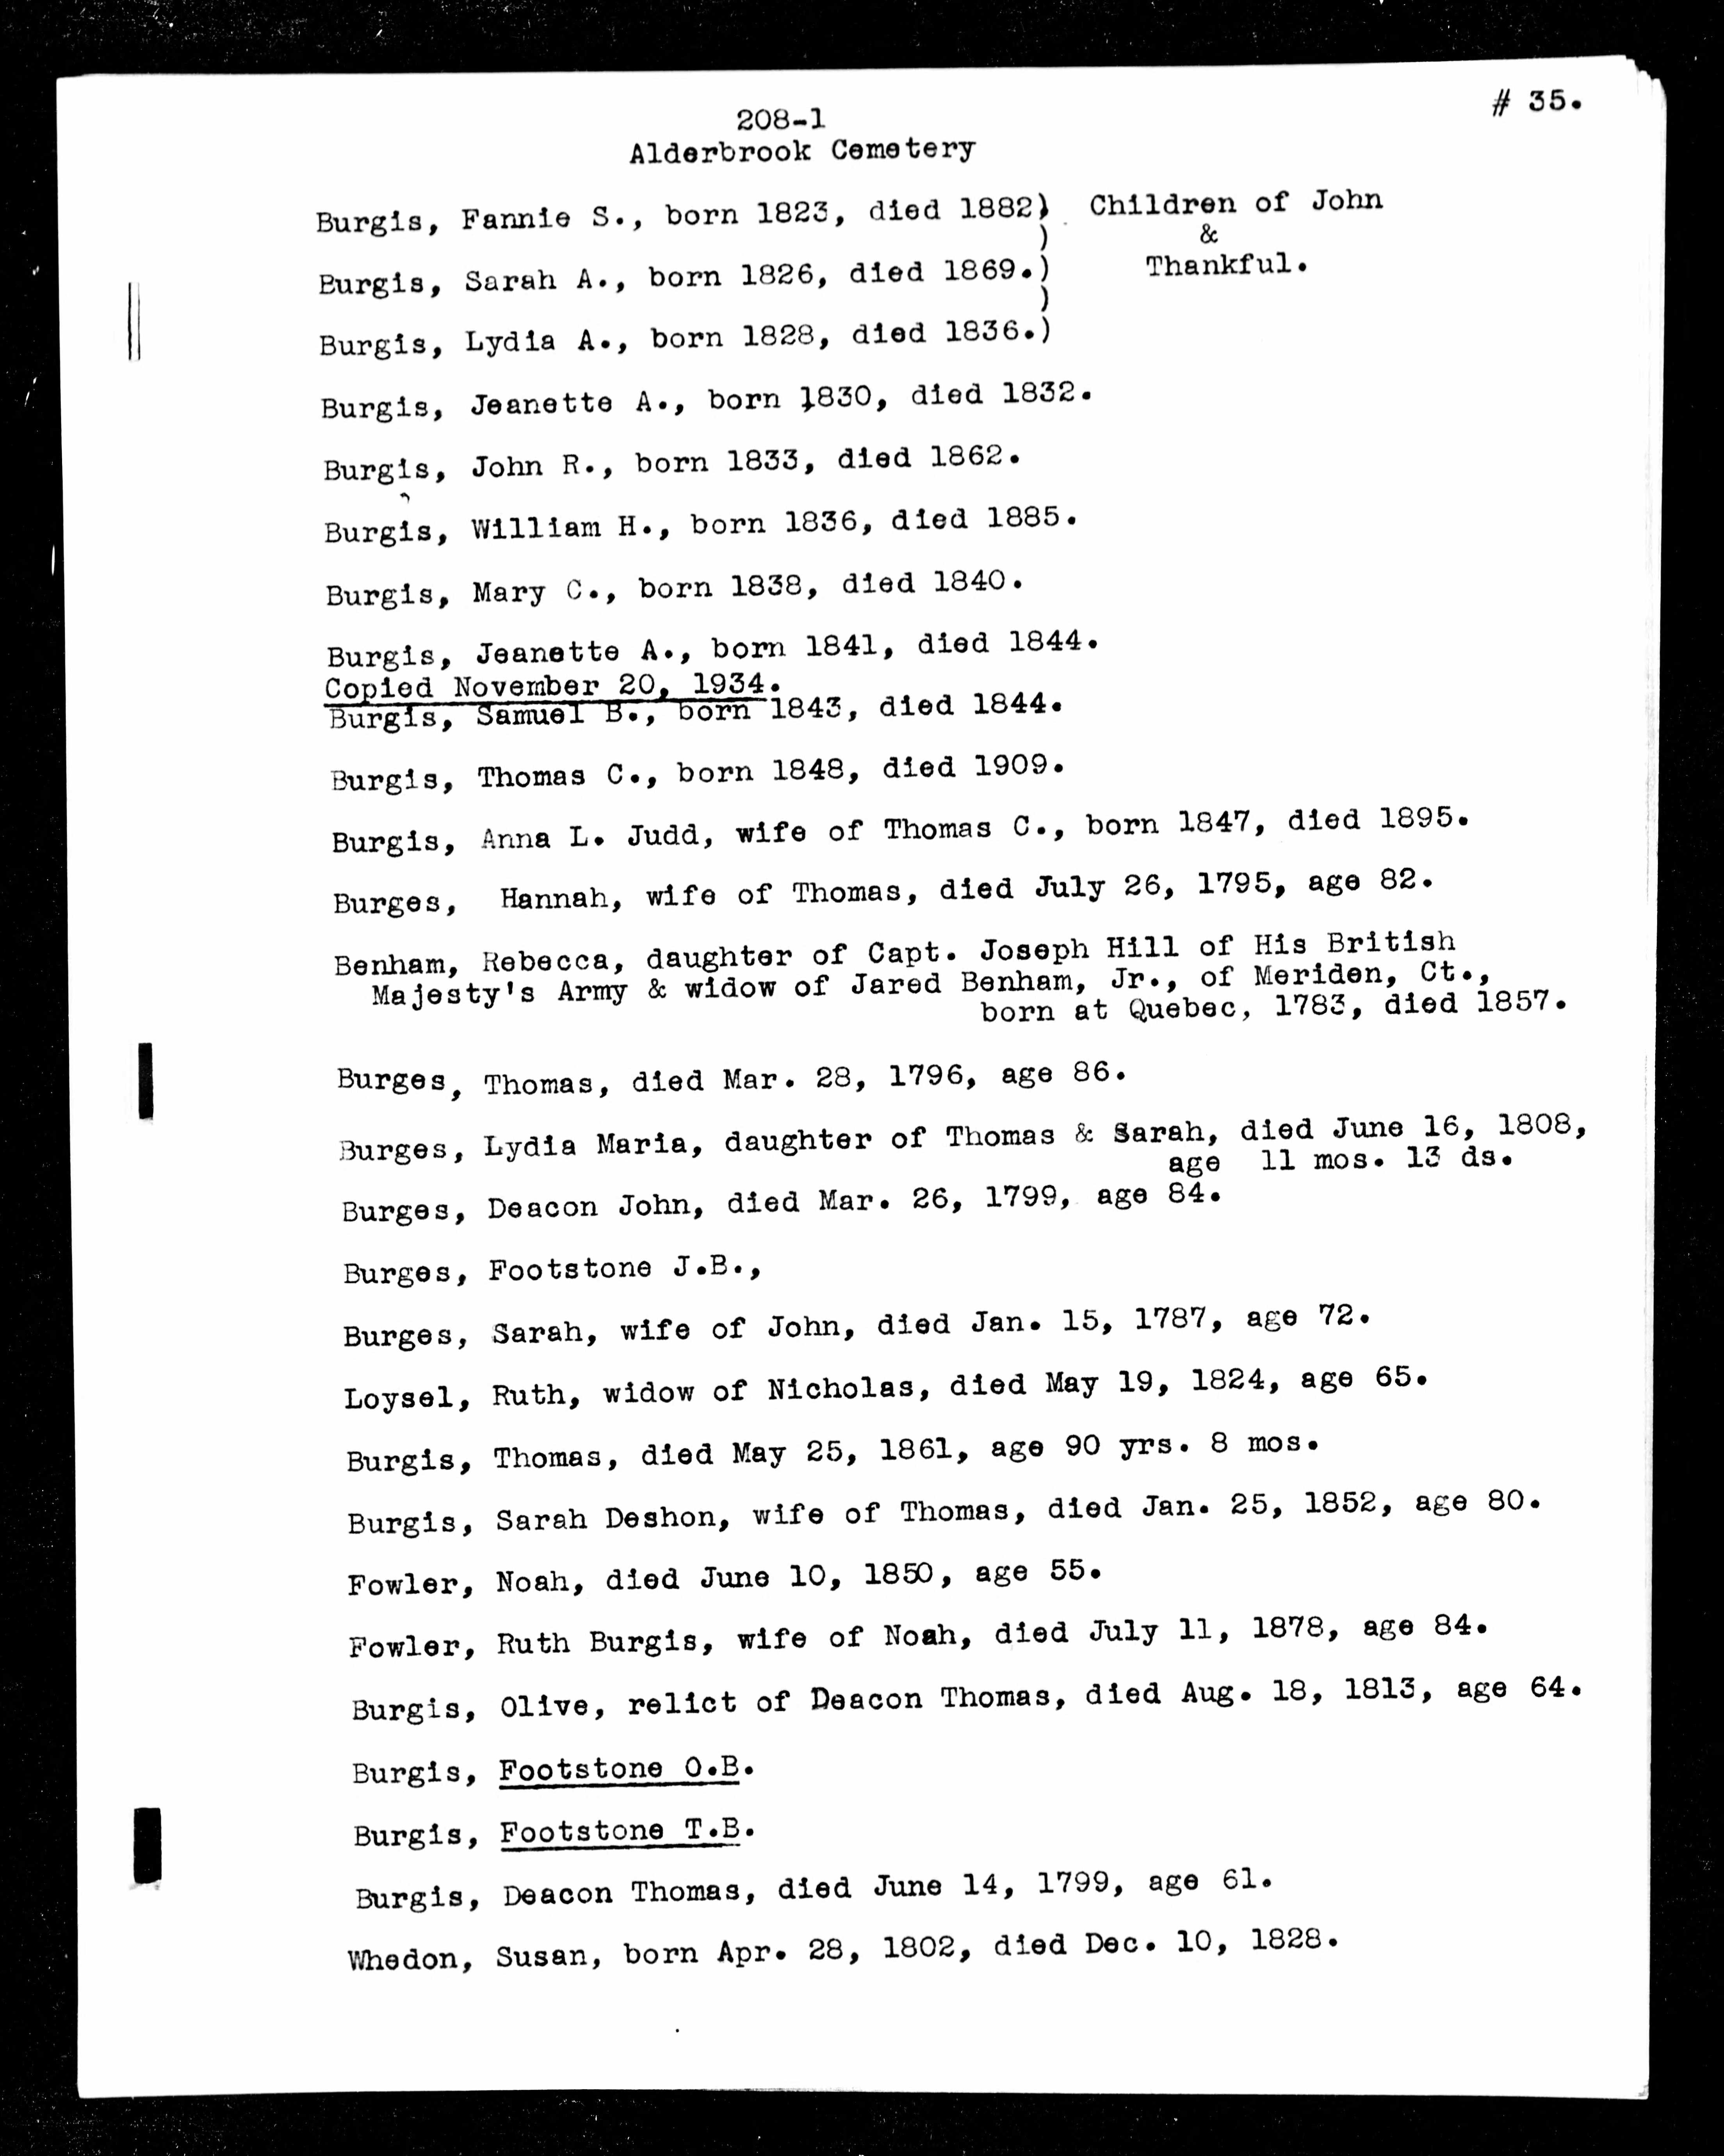 # 35.
208-1
Alderbrook Cemetery
Burgis, Fannie S., born 1823, died 1882) Children of John
) &
Burgis, Sarah A., born 1826, died 1869.) Thankful.
)
Burgis, Lydia A., born 1828, died 1836.)
Burgis, Jeanette A., born 1830, died 1832.
Burgis, John R., born 1833, died 1862.
Burgis, William H., born 1836, died 1885.
Burgis, Mary C., born 1838, died 1840.
Burgis, Jeanette A., born 1841, died 1844.
Copied November 20, 1934.
Burgis, Samuel B., born 1843, died 1844.
Burgis, Thomas C., born 1848, died 1909.
Burgis, Anna L. Judd, wife of Thomas C., born 1847, died 1895.
Burges, Hannah, wife of Thomas, died July 26, 1795, age 82.
Benham, Rebecca, daughter of Capt. Joseph Hill of His British
Majesty's Army & widow of Jared Benham, Jr., of Meriden, Ct.,
born at Quebec, 1783, died 1857.
Burges, Thomas, died Mar. 28, 1796, age 86.
Burges, Lydia Maria, daughter of Thomas & Sarah, died June 16, 1808,
age 11 mos. 13 ds.
Burges, Deacon John, died Mar. 26, 1799, age 84.
Burges, Footstone J.B.,
Burges, Sarah, wife of John, died Jan. 15, 1787, age 72.
Loysel, Ruth, widow of Nicholas, died May 19, 1824, age 65.
Burgis, Thomas, died May 25, 1861, age 90 yrs. 8 mos.
Burgis, Sarah Deshon, wife of Thomas, died Jan. 25, 1852, age 80.
Fowler, Noah, died June 10, 1850, age 55.
Fowler, Ruth Burgis, wife of Noah, died July 11, 1878, age 84.
Burgis, Olive, relict of Deacon Thomas, died Aug. 18, 1813, age 64.
Burgis, Footstone O.B.
Burgis, Footstone T.B.
Burgis, Deacon Thomas, died June 14, 1799, age 61.
Whedon, Susan, born Apr. 28, 1802, died Dec. 10, 1828.